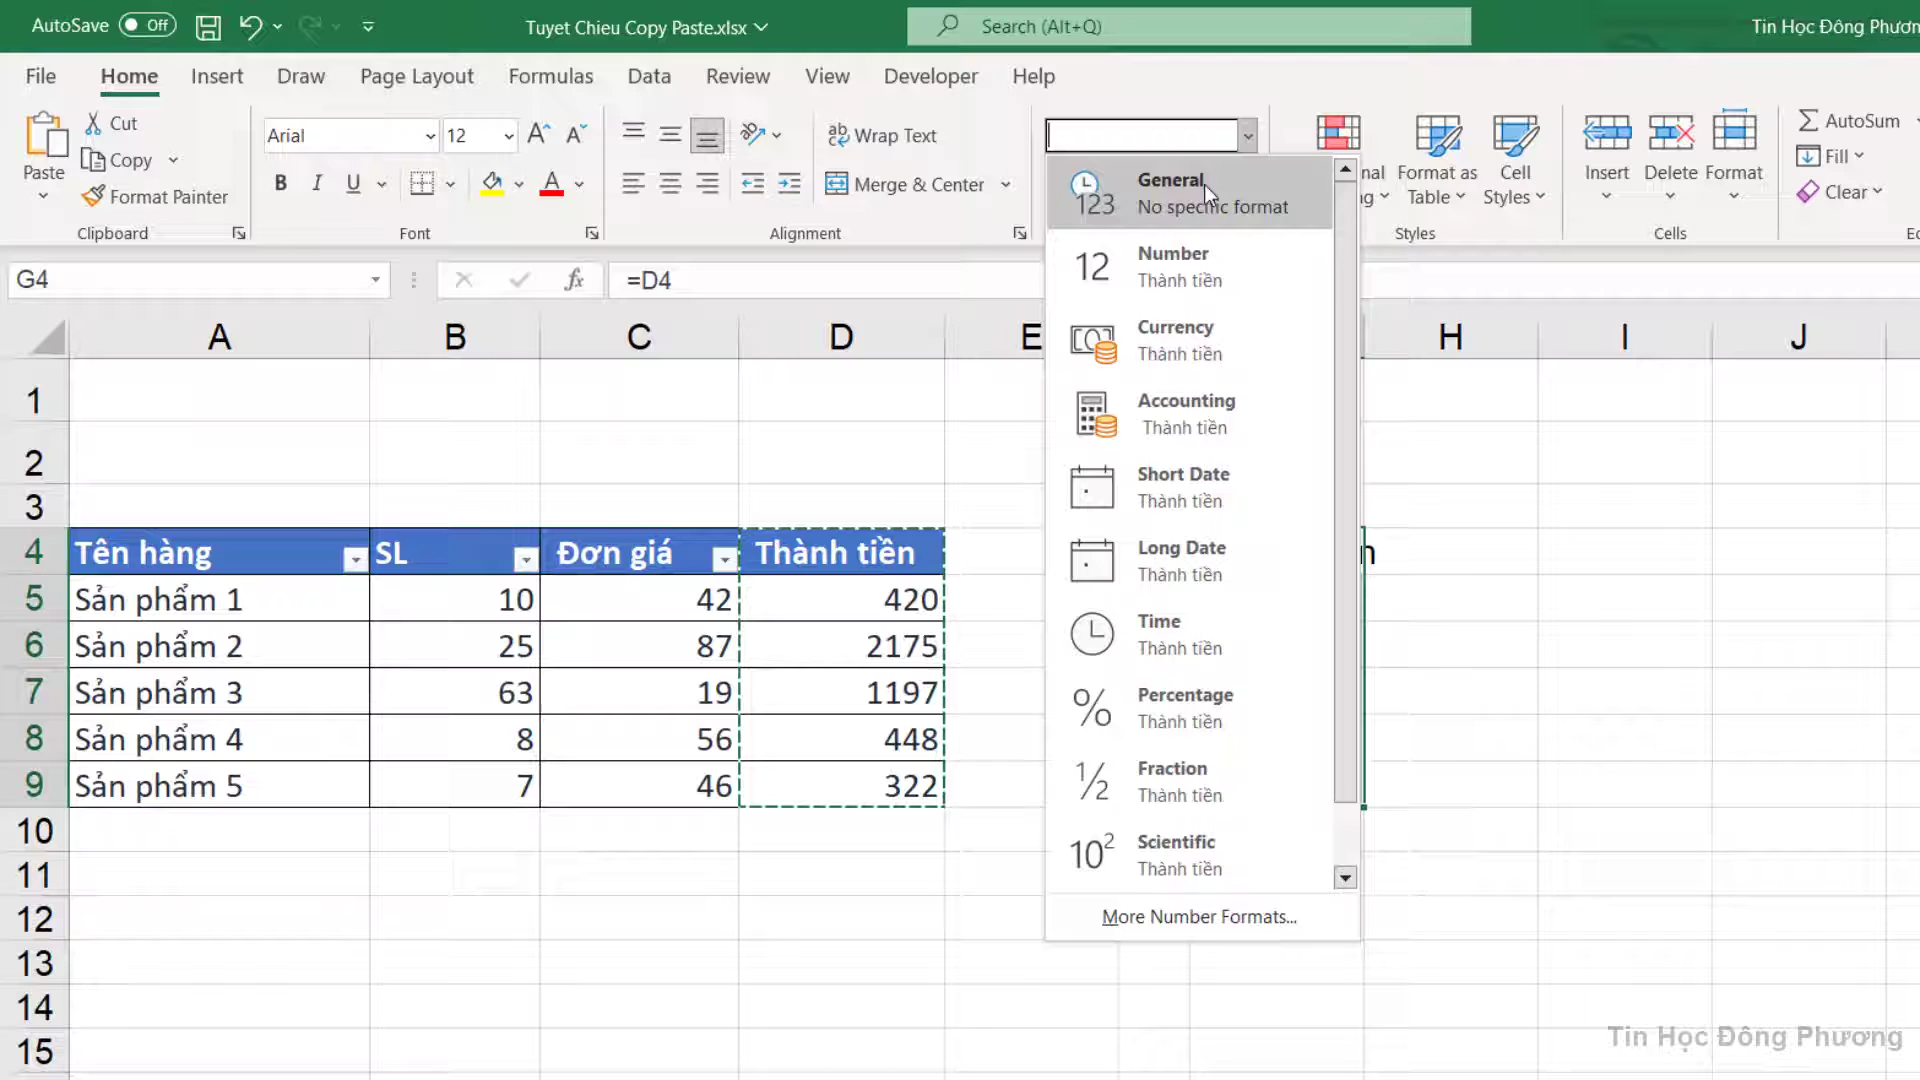 AutoSave Off Tuyet Chieu Copy Paste.xlsx Search (Alt+Q) Tin Học Đông Phươn
File Home Insert Draw Page Layout Formulas Data Review View Developer Help
Paste
Cut
Copy
Format Painter
Clipboard
Arial 12
B I U A
Font
Wrap Text
Merge & Center
Alignment
nal
ng
Format as
Table
Cell
Styles
Styles
Insert Delete Format
Cells
AutoSum
Fill
Clear
G4 fx =D4
General
No specific format
Number
Thành tiền
Currency
Thành tiền
Accounting
Thành tiền
Short Date
Thành tiền
Long Date
Thành tiền
Time
Thành tiền
Percentage
Thành tiền
Fraction
Thành tiền
Scientific
Thành tiền
More Number Formats...
123
12
%
½
10²
A B C D E H I J
1
2
3
4 Tên hàng SL Đơn giá Thành tiền n
5 Sản phẩm 1 10 42 420
6 Sản phẩm 2 25 87 2175
7 Sản phẩm 3 63 19 1197
8 Sản phẩm 4 8 56 448
9 Sản phẩm 5 7 46 322
10
11
12
13
14
15
Tin Học Đông Phương